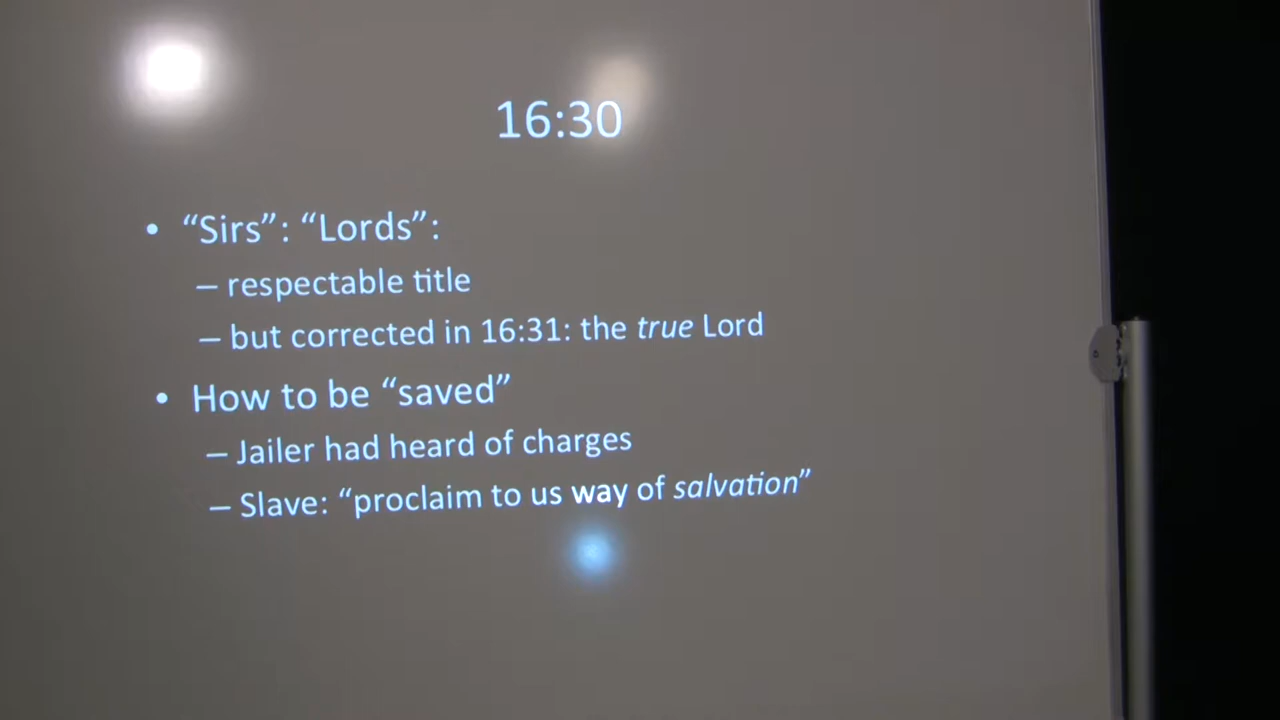 16:30
• “Sirs”: “Lords”:
– respectable title
– but corrected in 16:31: the true Lord
• How to be “saved”
– Jailer had heard of charges
– Slave: “proclaim to us way of salvation”